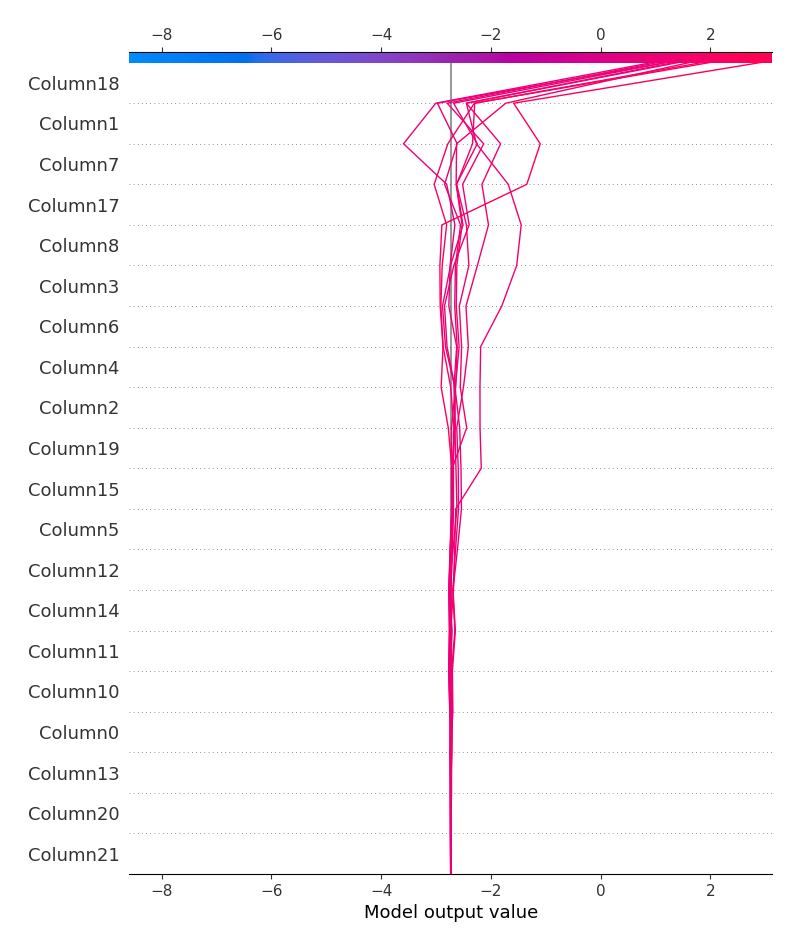 −8 −6 −4 −2 0 2
Column18
Column1
Column7
Column17
Column8
Column3
Column6
Column4
Column2
Column19
Column15
Column5
Column12
Column14
Column11
Column10
Column0
Column13
Column20
Column21
−8 −6 −4 −2 0 2
Model output value